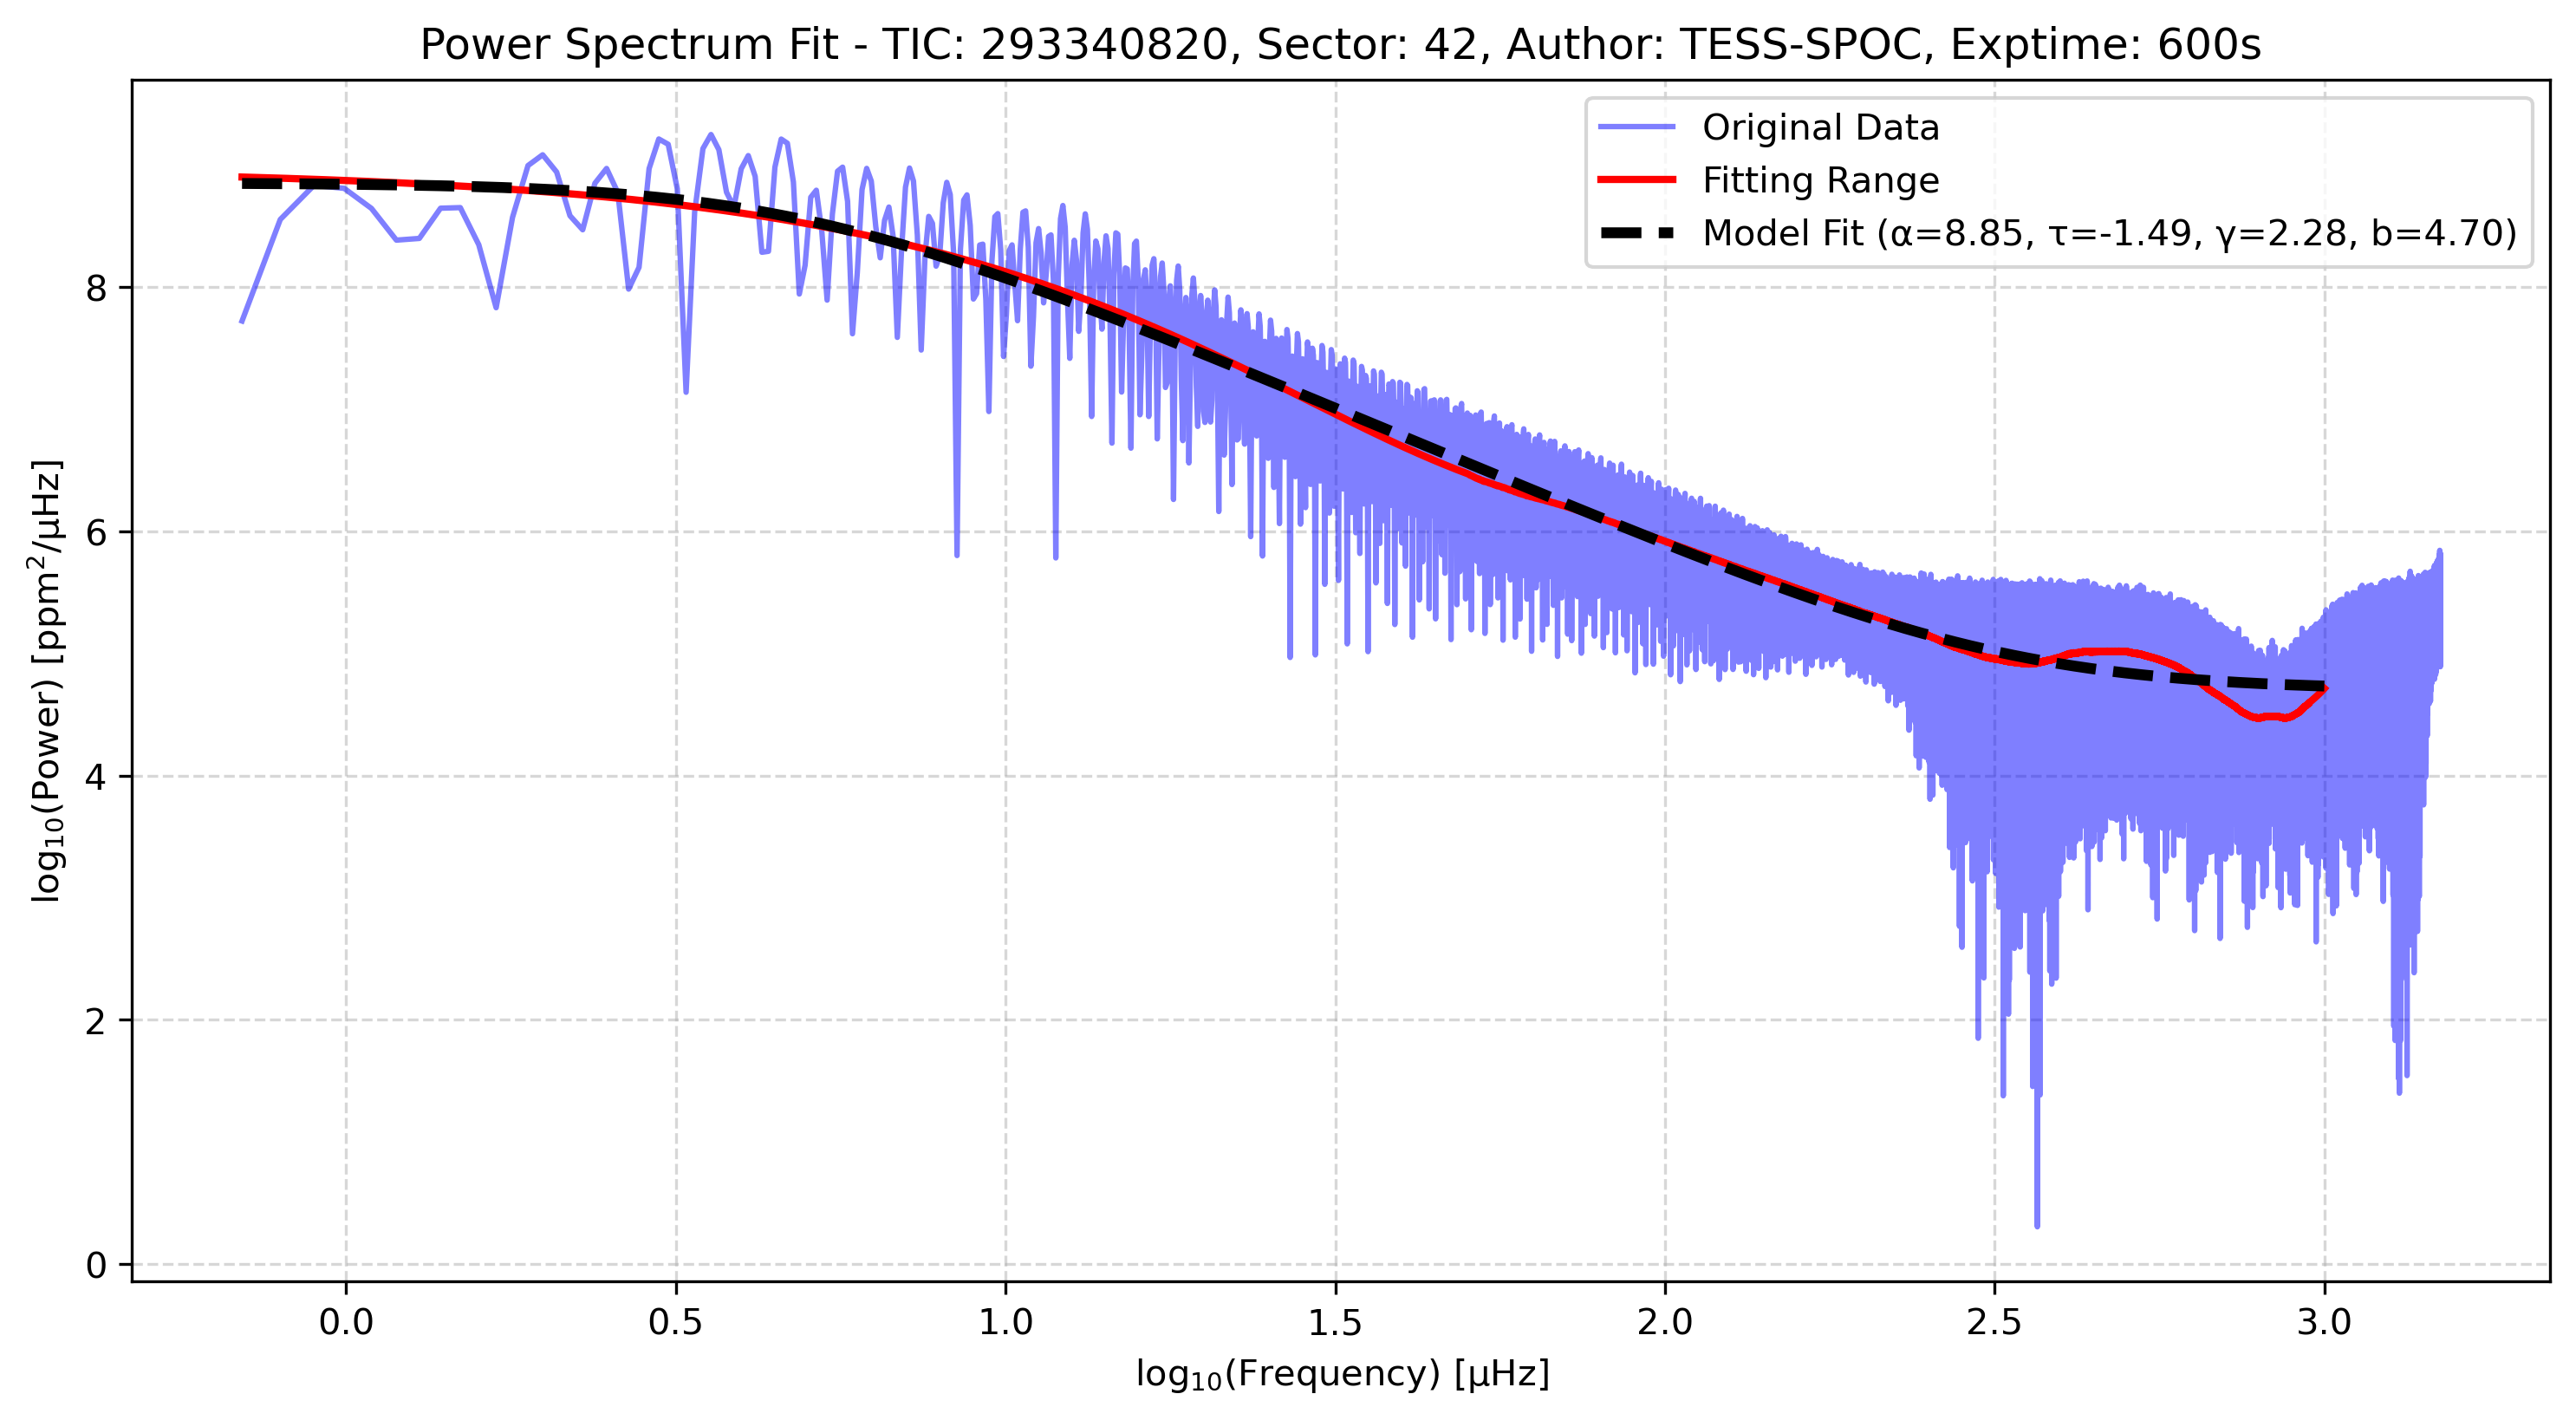 Power Spectrum Fit - TIC: 293340820, Sector: 42, Author: TESS-SPOC, Exptime: 600s
Original Data
Fitting Range
Model Fit (α=8.85, τ=-1.49, γ=2.28, b=4.70)
log₁₀(Power) [ppm²/μHz]
8
6
4
2
0
0.0 0.5 1.0 1.5 2.0 2.5 3.0
log₁₀(Frequency) [μHz]